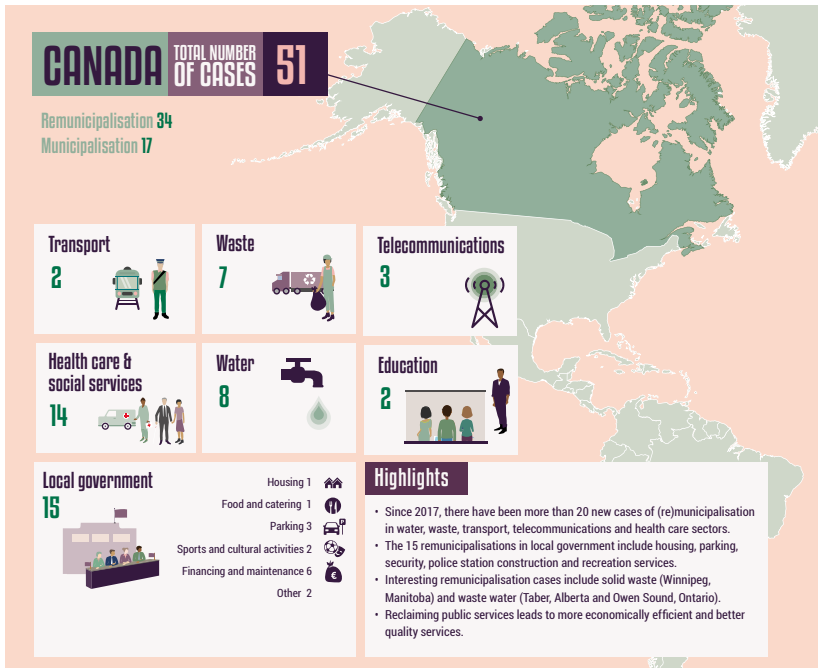 CANADA
TOTAL NUMBER
OF CASES
51
Remunicipalisation 34
Municipalisation 17
Transport
2
Waste
7
Telecommunications
3
Health care &
social services
14
Water
8
Education
2
Local government
15
Housing 1
Food and catering 1
Parking 3
Sports and cultural activities 2
Financing and maintenance 6
Other 2
Highlights
• Since 2017, there have been more than 20 new cases of (re)municipalisation
in water, waste, transport, telecommunications and health care sectors.
• The 15 remunicipalisations in local government include housing, parking,
security, police station construction and recreation services.
• Interesting remunicipalisation cases include solid waste (Winnipeg,
Manitoba) and waste water (Taber, Alberta and Owen Sound, Ontario).
• Reclaiming public services leads to more economically efficient and better
quality services.